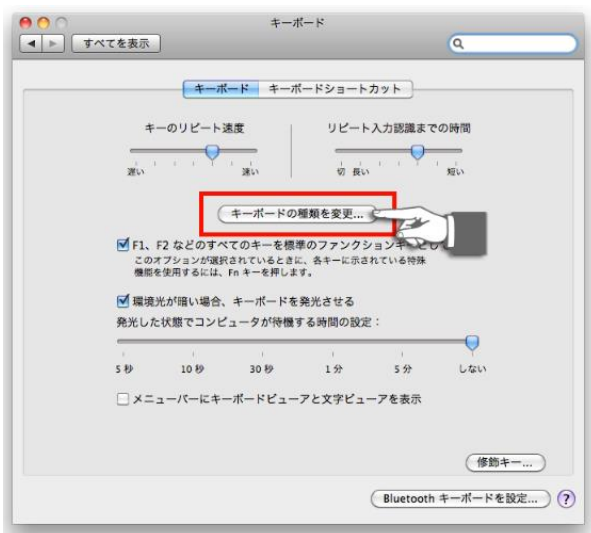 キーボード
すべてを表示
キーボード キーボードショートカット
キーのリピート速度 リピート入力認識までの時間
遅い 速い 切 長い 短い
キーボードの種類を変更...
F1、F2 などのすべてのキーを標準のファンクションキーとし
このオプションが選択されているときに、各キーに示されている特殊
機能を使用するには、Fn キーを押します。
環境光が暗い場合、キーボードを発光させる
発光した状態でコンピュータが待機する時間の設定：
5 秒 10 秒 30 秒 1 分 5 分 しない
メニューバーにキーボードビューアと文字ビューアを表示
修飾キー...
Bluetooth キーボードを設定... ?